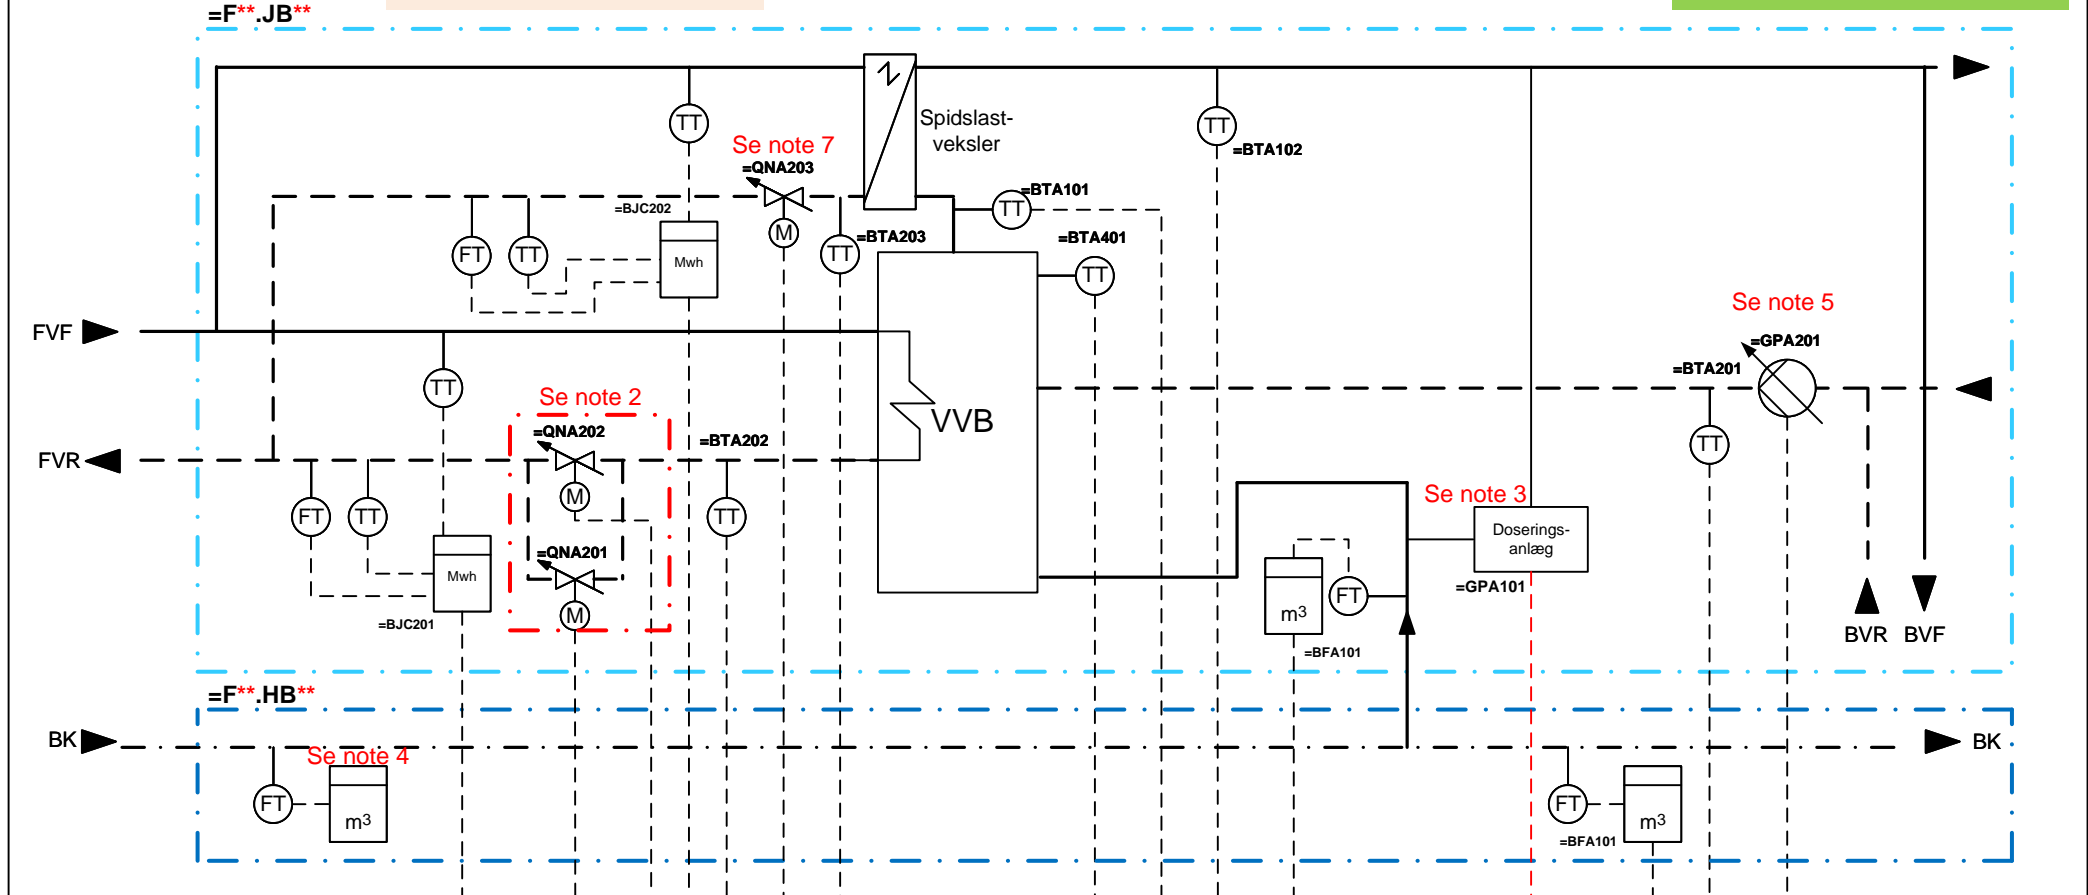 =F**.JB**
TT
Spidslast-
veksler
TT
=BTA102
Se note 7
=QNA203
=BJC202
M
=BTA203
TT
FT
TT
Mwh
=BTA101
TT
=BTA401
TT
FVF
TT
Se note 5
=GPA201
=BTA201
TT
Se note 2
=QNA202
=BTA202
VVB
FVR
M
FT
TT
TT
=QNA201
Mwh
M
=BJC201
Se note 3
Doserings-
anlæg
=GPA101
FT
m3
=BFA101
BVR
BVF
=F**.HB**
BK
Se note 4
FT
m3
BK
FT
m3
=BFA101